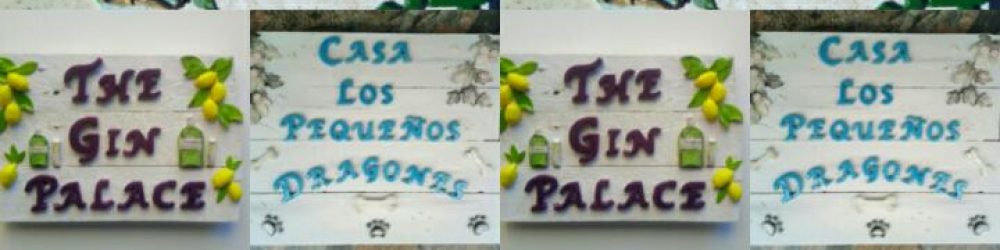 THE
GIN
PALACE
CASA
LOS
PEQUEÑOS
DRAGONES
THE
GIN
PALACE
CASA
LOS
PEQUEÑOS
DRAGONES